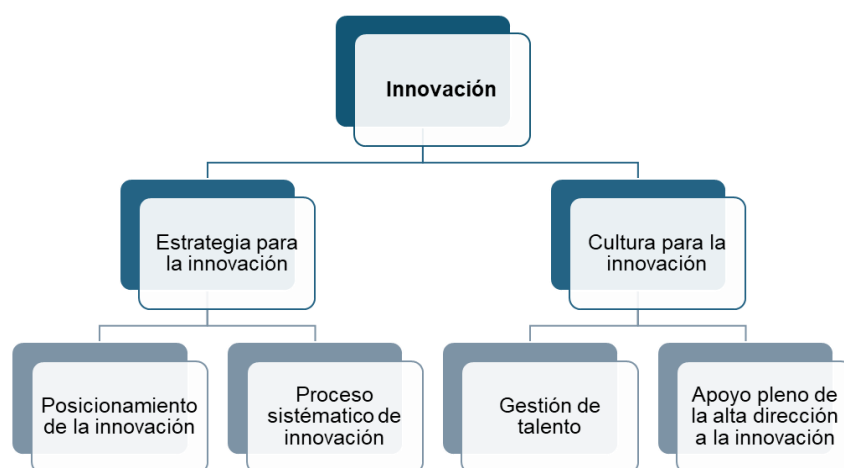 Innovación
Estrategia para
la innovación
Cultura para la
innovación
Posicionamiento
de la innovación
Proceso
sistématico de
innovación
Gestión de
talento
Apoyo pleno de
la alta dirección
a la innovación